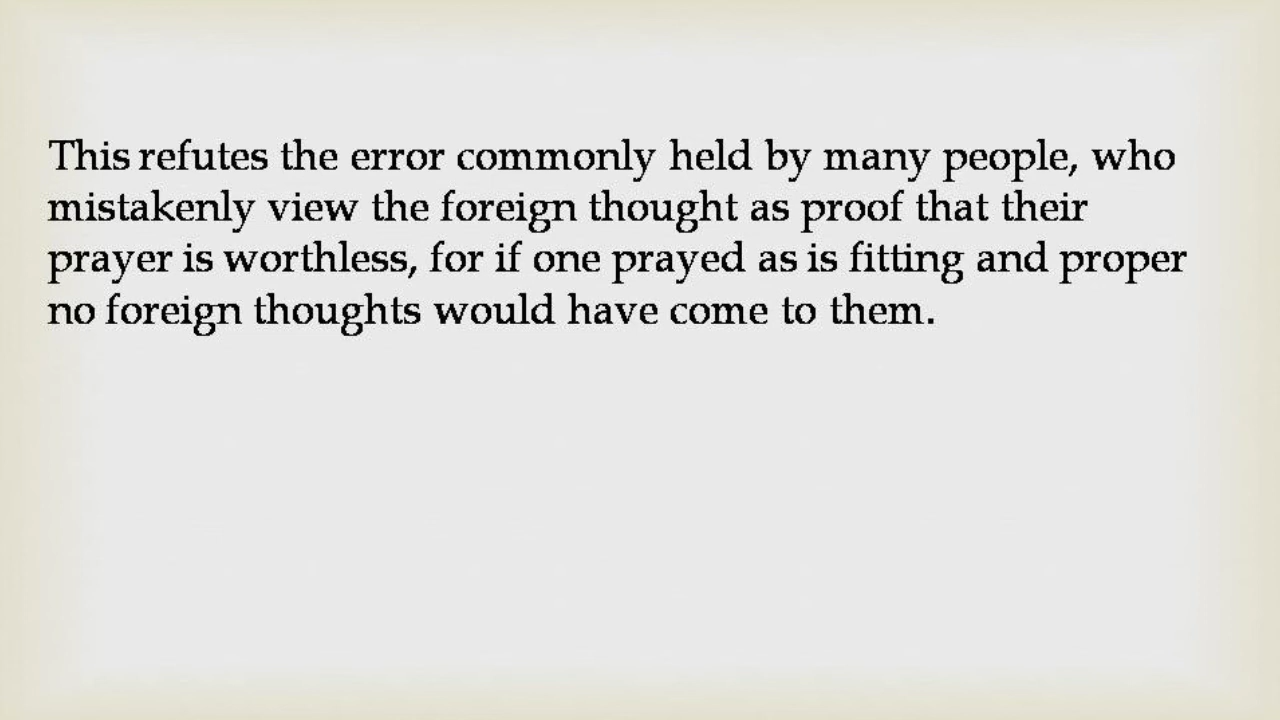 This refutes the error commonly held by many people, who
mistakenly view the foreign thought as proof that their
prayer is worthless, for if one prayed as is fitting and proper
no foreign thoughts would have come to them.